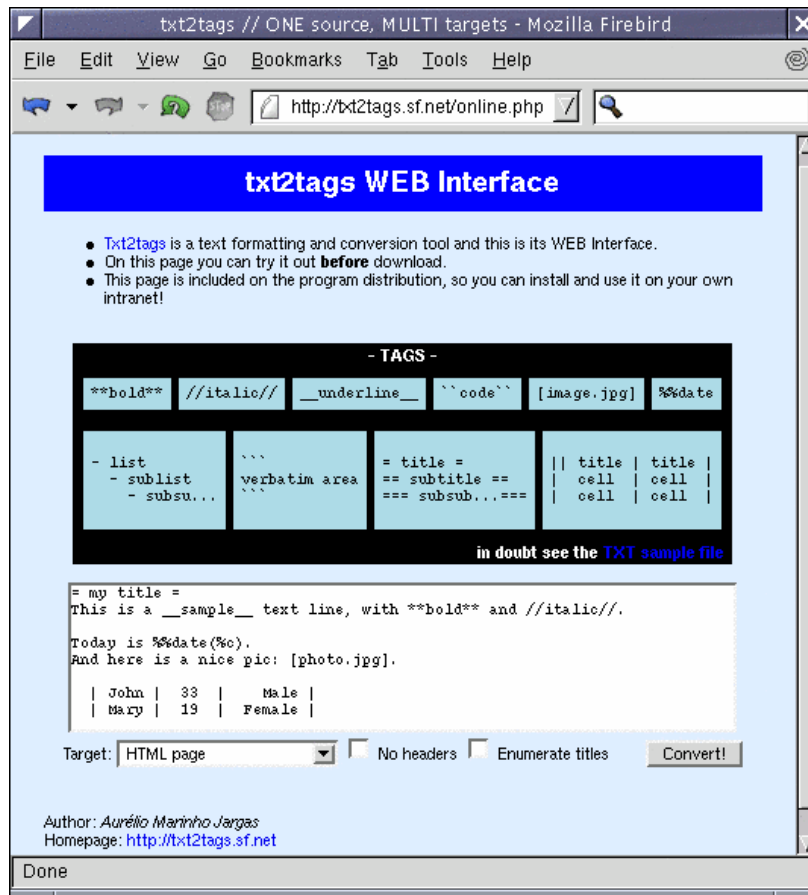 txt2tags // ONE source, MULTI targets - Mozilla Firebird
File Edit View Go Bookmarks Tab Tools Help
http://txt2tags.sf.net/online.php
txt2tags WEB Interface
● Txt2tags is a text formatting and conversion tool and this is its WEB Interface.
● On this page you can try it out before download.
● This page is included on the program distribution, so you can install and use it on your own
intranet!
- TAGS -
**bold** //italic// __underline__ ``code`` [image.jpg] %%date
- list
- sublist
- subsu...
```
verbatim area
```
= title =
== subtitle ==
=== subsub...===
|| title | title |
| cell | cell |
| cell | cell |
in doubt see the TXT sample file
= my title =
This is a __sample__ text line, with **bold** and //italic//.
Today is %%date(%c).
And here is a nice pic: [photo.jpg].
| John | 33 | Male |
| Mary | 19 | Female |
Target: HTML page No headers Enumerate titles Convert!
Author: Aurélio Marinho Jargas
Homepage: http://txt2tags.sf.net
Done